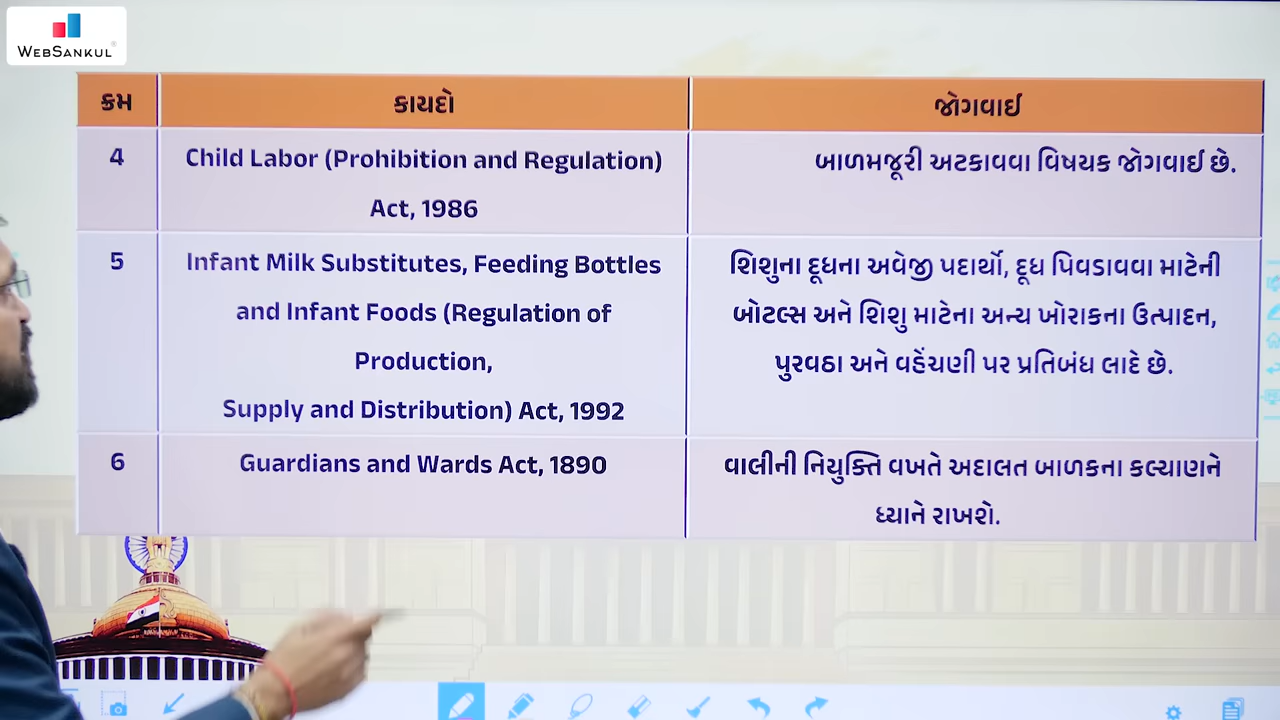 WEBSANKUL
ક્રમ કાયદો જોગવાઈ
4 Child Labor (Prohibition and Regulation) બાળમજૂરી અટકાવવા વિષયક જોગવાઈ છે.
Act, 1986
5 Infant Milk Substitutes, Feeding Bottles શિશુના દૂધના અવેજી પદાર્થો, દૂધ પિવડાવવા માટેની
and Infant Foods (Regulation of બોટલ્સ અને શિશુ માટેના અન્ય ખોરાકના ઉત્પાદન,
Production, પુરવઠા અને વહેંચણી પર પ્રતિબંધ લાદે છે.
Supply and Distribution) Act, 1992
6 Guardians and Wards Act, 1890 વાલીની નિયુક્તિ વખતે અદાલત બાળકના કલ્યાણને
ધ્યાને રાખશે.